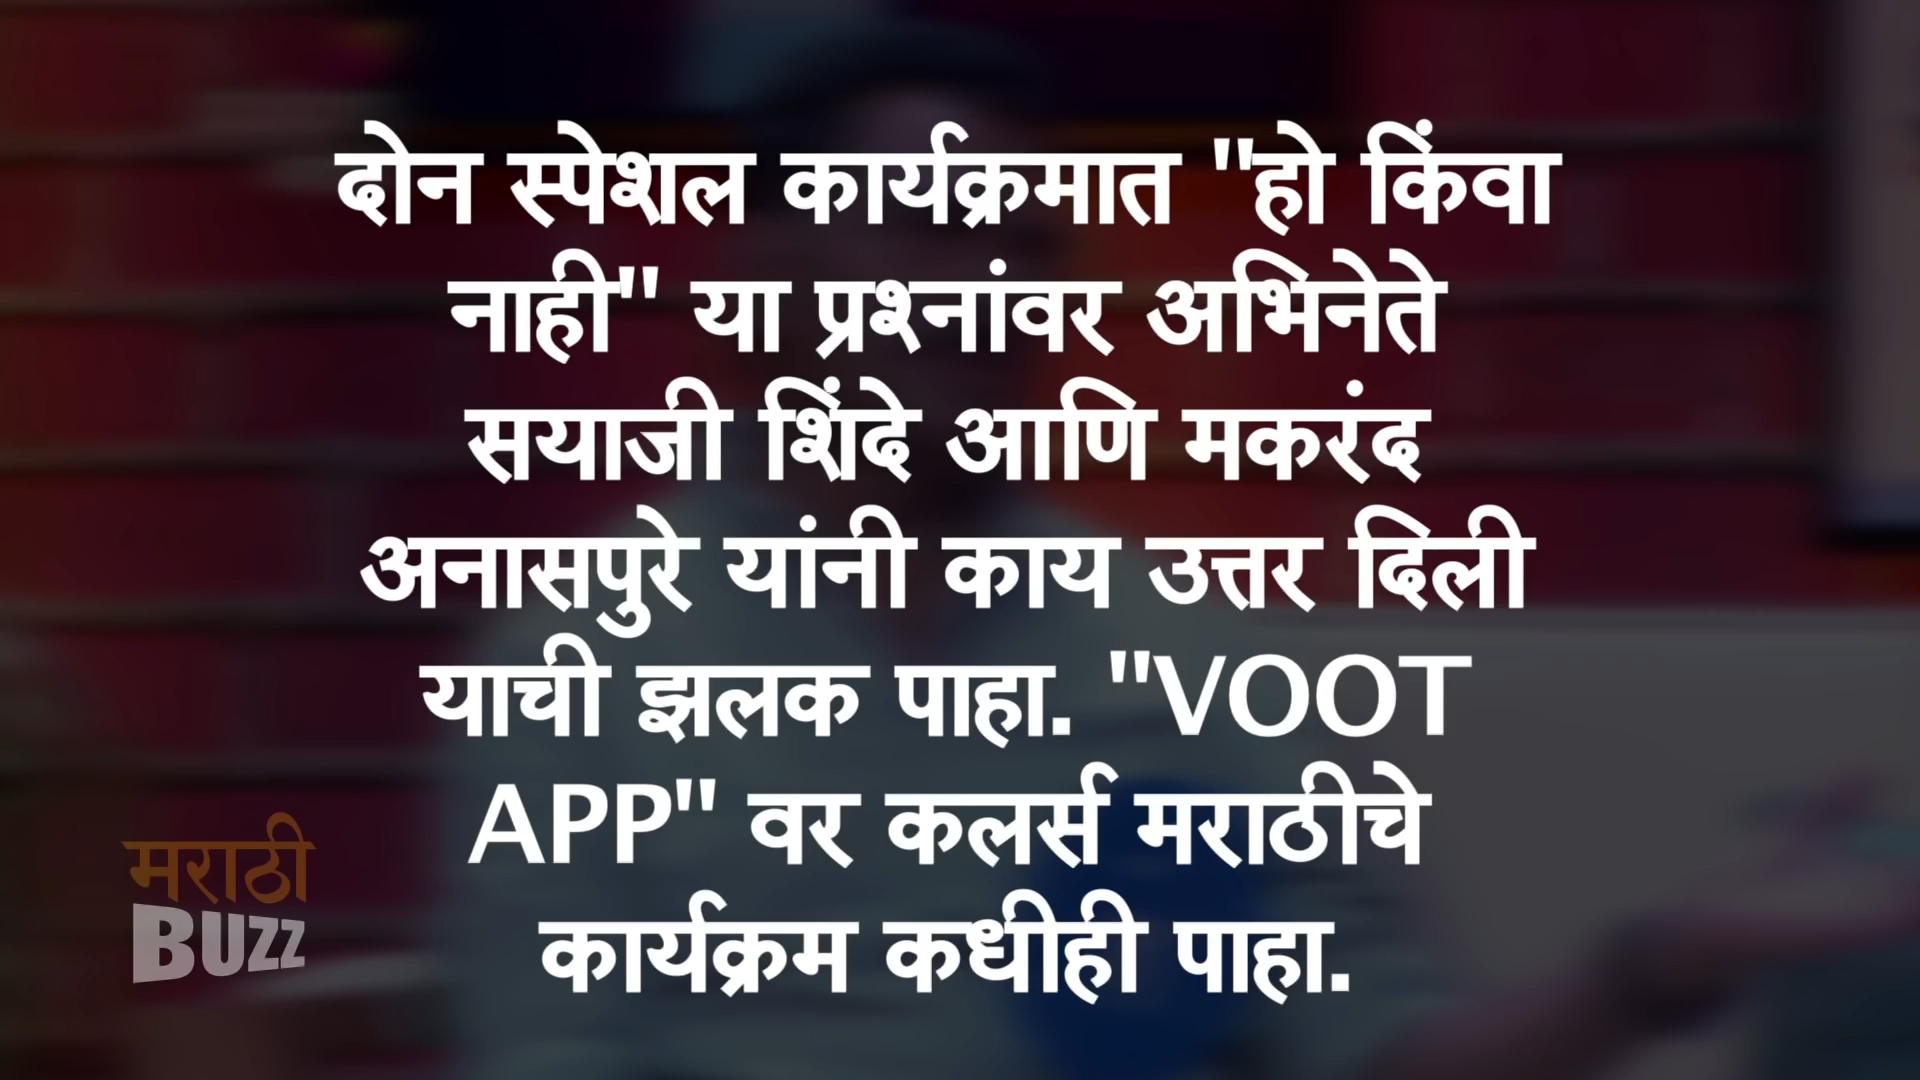 दोन स्पेशल कार्यक्रमात "हो किंवा
नाही" या प्रश्नांवर अभिनेते
सयाजी शिंदे आणि मकरंद
अनासपुरे यांनी काय उत्तर दिली
याची झलक पाहा. "VOOT
APP" वर कलर्स मराठीचे
कार्यक्रम कधीही पाहा.
मराठी
BUZZ